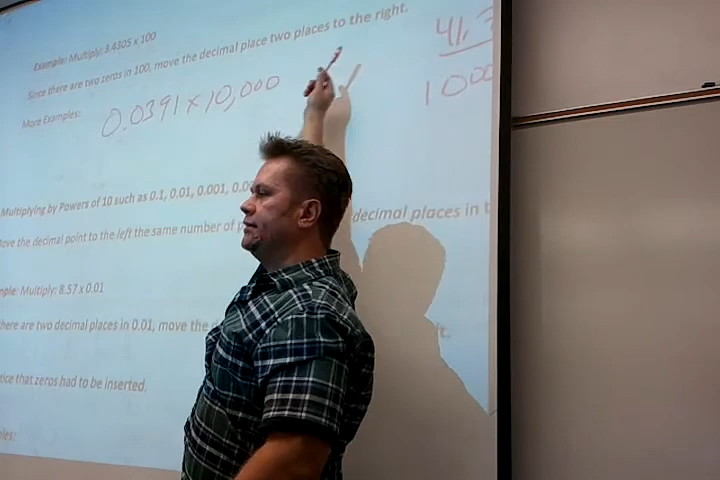 Example: Multiply: 3.4305 x 100
Since there are two zeros in 100, move the decimal place two places to the right.
More Examples:
0.0391 x 10,000
41.
1000
Multiplying by Powers of 10 such as 0.1, 0.01, 0.001,
move the decimal point to the left the same number of decimal places in
Multiply: 8.57 x 0.01
there are two decimal places in 0.01, move the
that zeros had to be inserted.